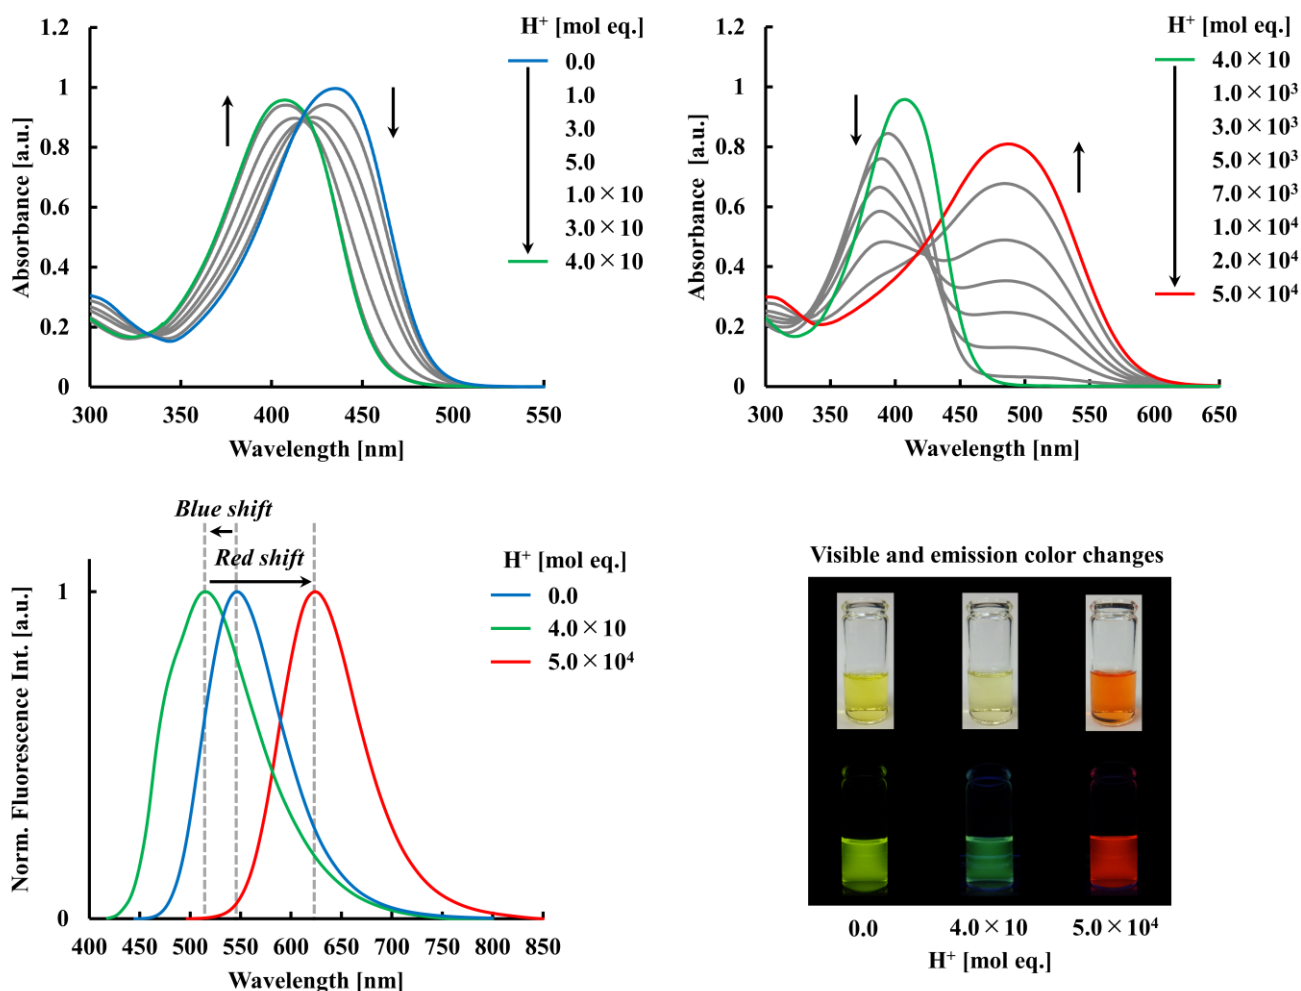 H⁺ [mol eq.]
0.0
1.0
3.0
5.0
1.0×10
3.0×10
4.0×10
1.2
1
0.8
0.6
0.4
0.2
0
Absorbance [a.u.]
300 350 400 450 500 550
Wavelength [nm]
H⁺ [mol eq.]
4.0×10
1.0×10³
3.0×10³
5.0×10³
7.0×10³
1.0×10⁴
2.0×10⁴
5.0×10⁴
1.2
1
0.8
0.6
0.4
0.2
0
Absorbance [a.u.]
300 350 400 450 500 550 600 650
Wavelength [nm]
Blue shift
Red shift
H⁺ [mol eq.]
0.0
4.0×10
5.0×10⁴
1
0
Norm. Fluorescence Int. [a.u.]
400 450 500 550 600 650 700 750 800 850
Wavelength [nm]
Visible and emission color changes
0.0 4.0×10 5.0×10⁴
H⁺ [mol eq.]